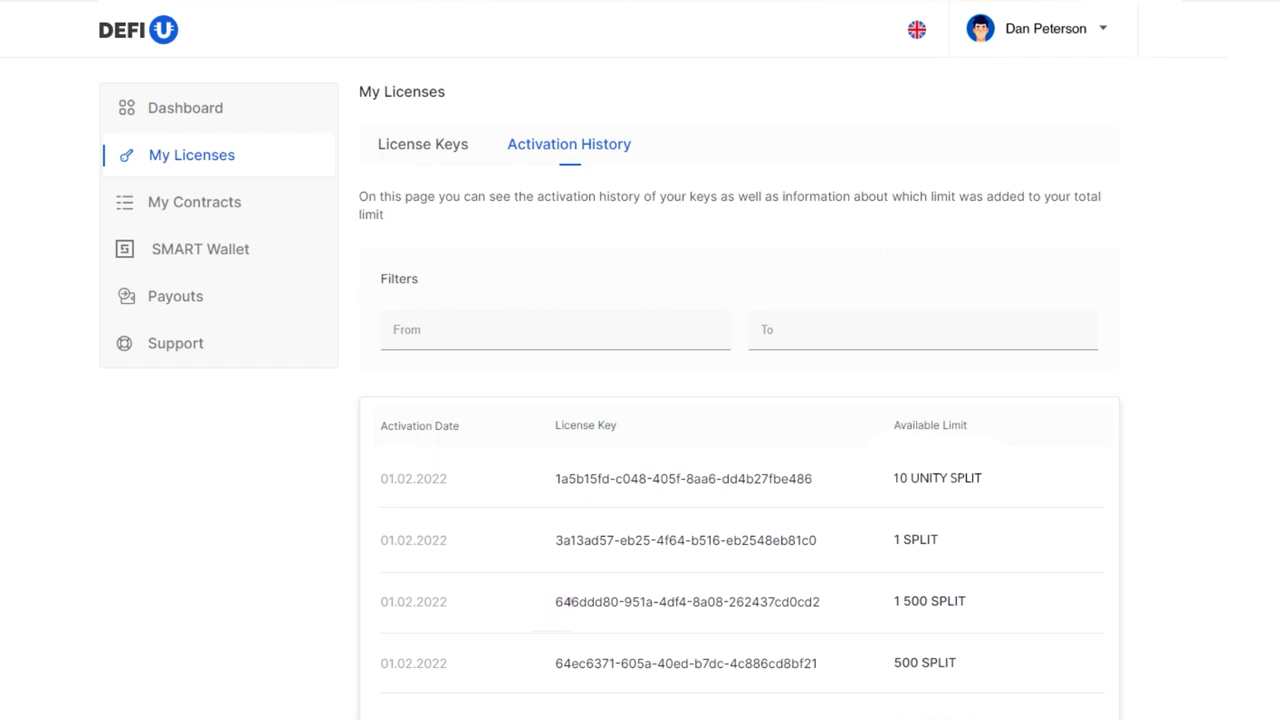 DEFI U
Dan Peterson
Dashboard
My Licenses
My Contracts
SMART Wallet
Payouts
Support
My Licenses
License Keys Activation History
On this page you can see the activation history of your keys as well as information about which limit was added to your total
limit
Filters
From To
Activation Date License Key Available Limit
01.02.2022 1a5b15fd-c048-405f-8aa6-dd4b27fbe486 10 UNITY SPLIT
01.02.2022 3a13ad57-eb25-4f64-b516-eb2548eb81c0 1 SPLIT
01.02.2022 646ddd80-951a-4df4-8a08-262437cd0cd2 1 500 SPLIT
01.02.2022 64ec6371-605a-40ed-b7dc-4c886cd8bf21 500 SPLIT